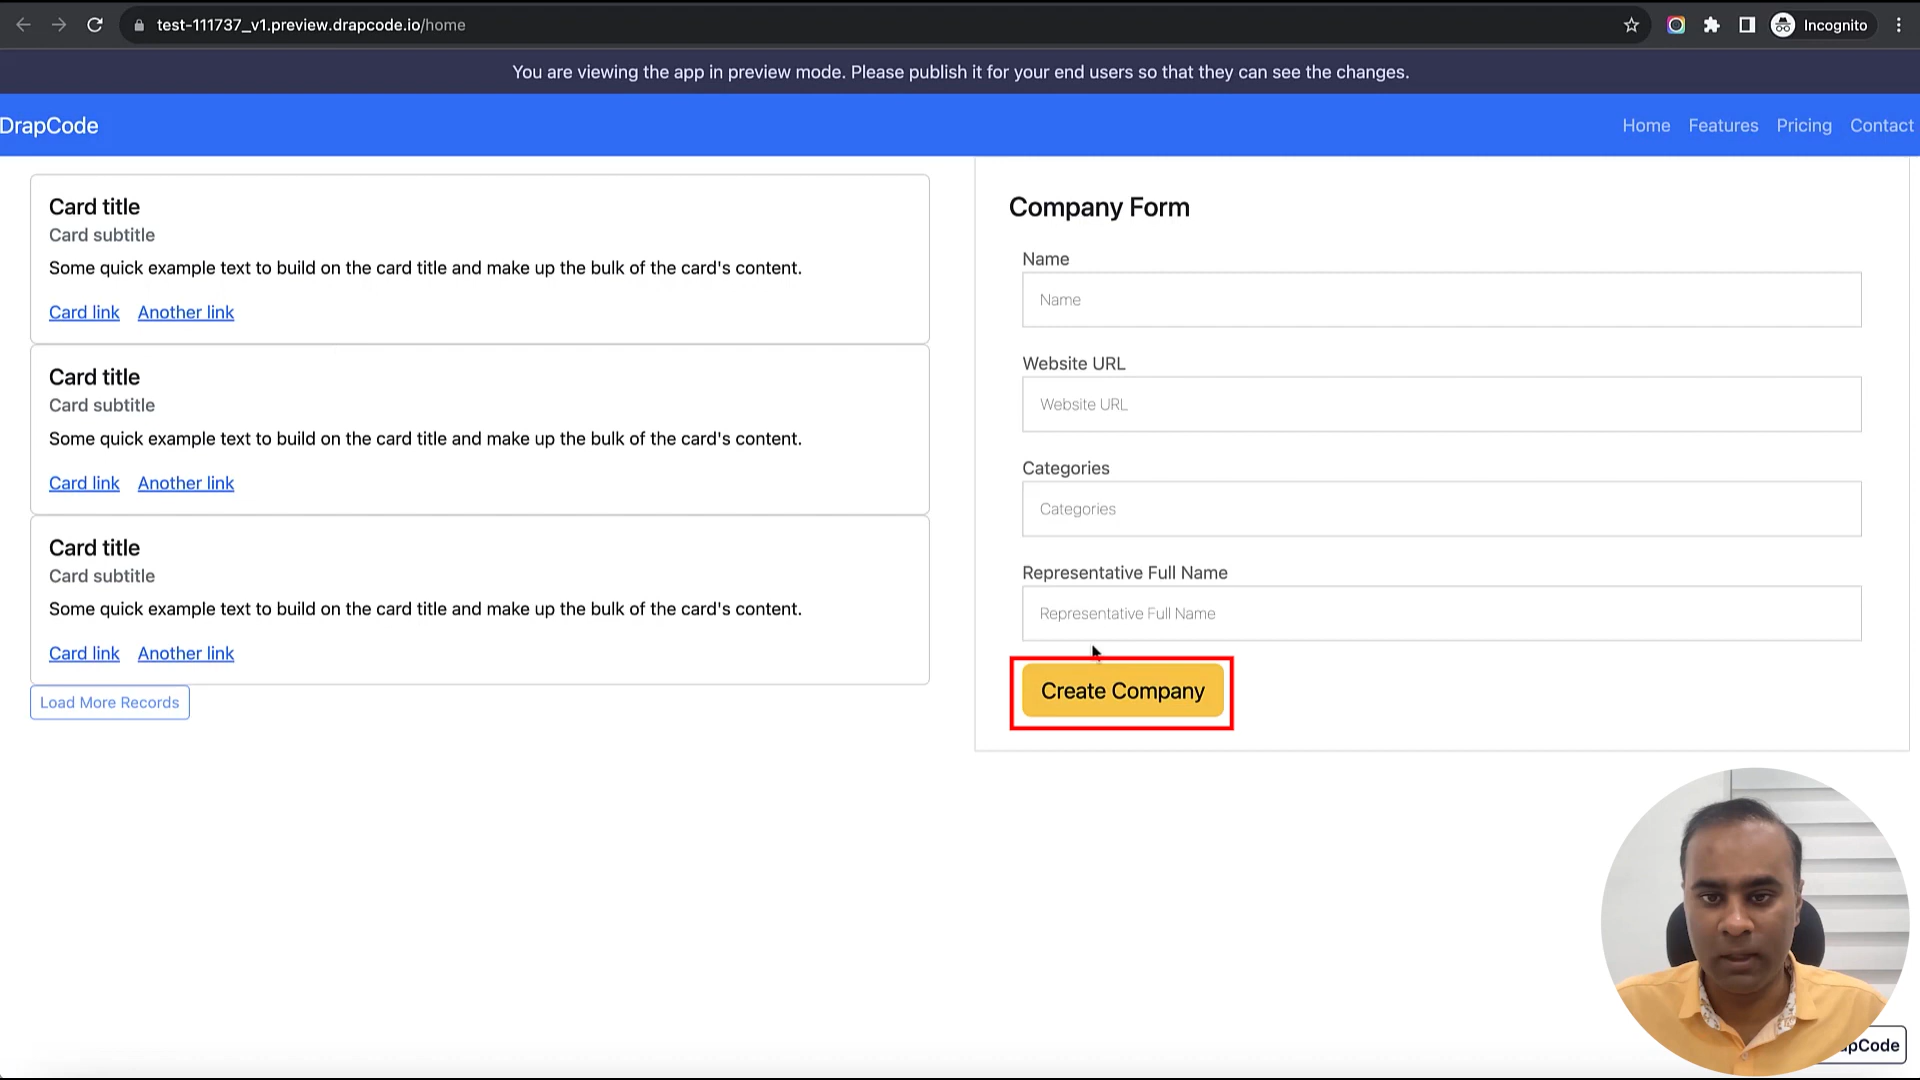 test-111737_v1.preview.drapcode.io/home
Incognito
You are viewing the app in preview mode. Please publish it for your end users so that they can see the changes.
DrapCode
Home Features Pricing Contact
Card title
Card subtitle
Some quick example text to build on the card title and make up the bulk of the card's content.
Card link Another link
Card title
Card subtitle
Some quick example text to build on the card title and make up the bulk of the card's content.
Card link Another link
Card title
Card subtitle
Some quick example text to build on the card title and make up the bulk of the card's content.
Card link Another link
Load More Records
Company Form
Name
Name
Website URL
Website URL
Categories
Categories
Representative Full Name
Representative Full Name
Create Company
apCode